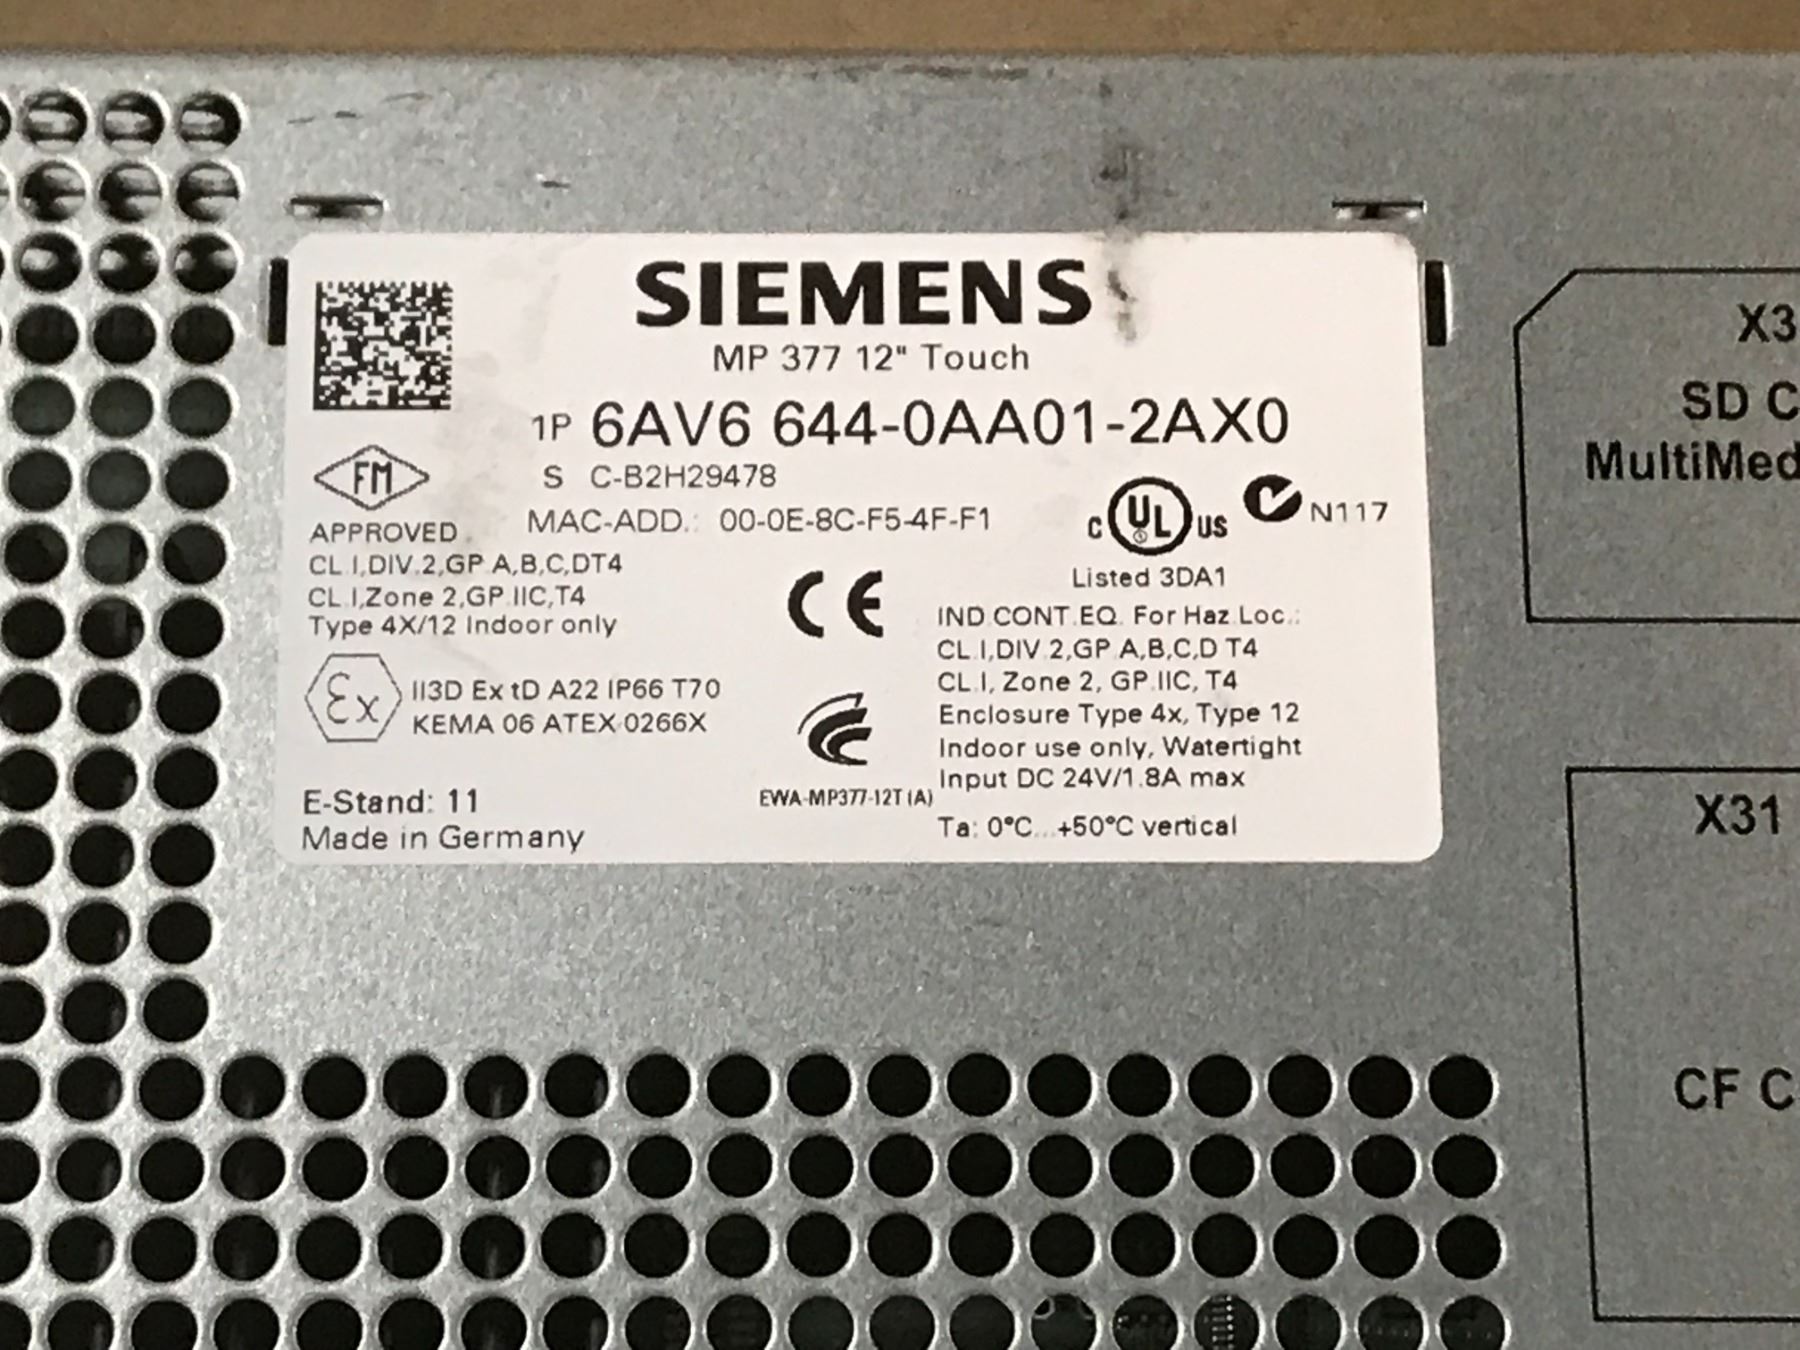 SIEMENS
MP 377 12" Touch
1P 6AV6 644-0AA01-2AX0
S C-B2H29478
MAC-ADD.: 00-0E-8C-F5-4F-F1
FM
APPROVED
CL.I,DIV.2,GP.A,B,C,DT4
CL.I,Zone 2,GP.IIC,T4
Type 4X/12 Indoor only
Ex
II3D Ex tD A22 IP66 T70
KEMA 06 ATEX 0266X
E-Stand: 11
Made in Germany
CE
EWA-MP377-12T (A)
C UL US
N117
Listed 3DA1
IND.CONT.EQ. For Haz.Loc.:
CL.I,DIV.2,GP.A,B,C,D T4
CL.I, Zone 2, GP.IIC, T4
Enclosure Type 4x, Type 12
Indoor use only, Watertight
Input DC 24V/1.8A max
Ta: 0°C...+50°C vertical
X3
SD C
MultiMed
X31
CF C